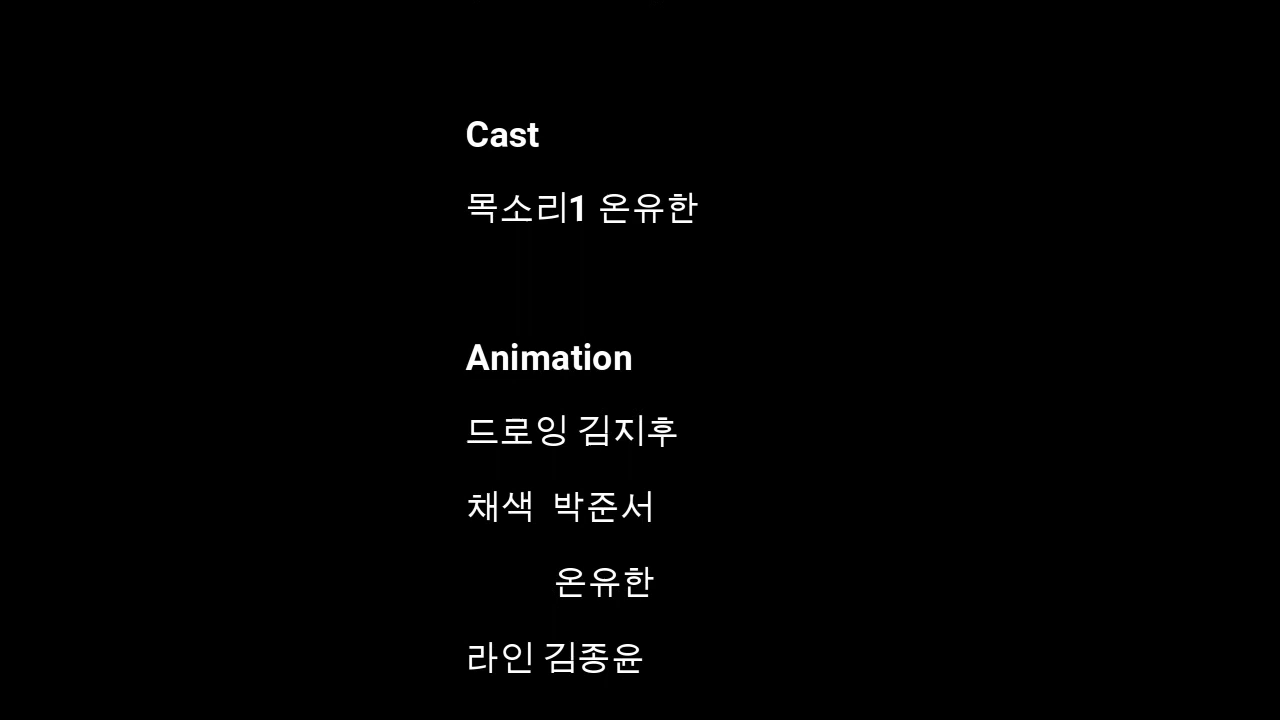 Cast
목소리1 온유한
Animation
드로잉 김지후
채색 박준서
온유한
라인 김종윤